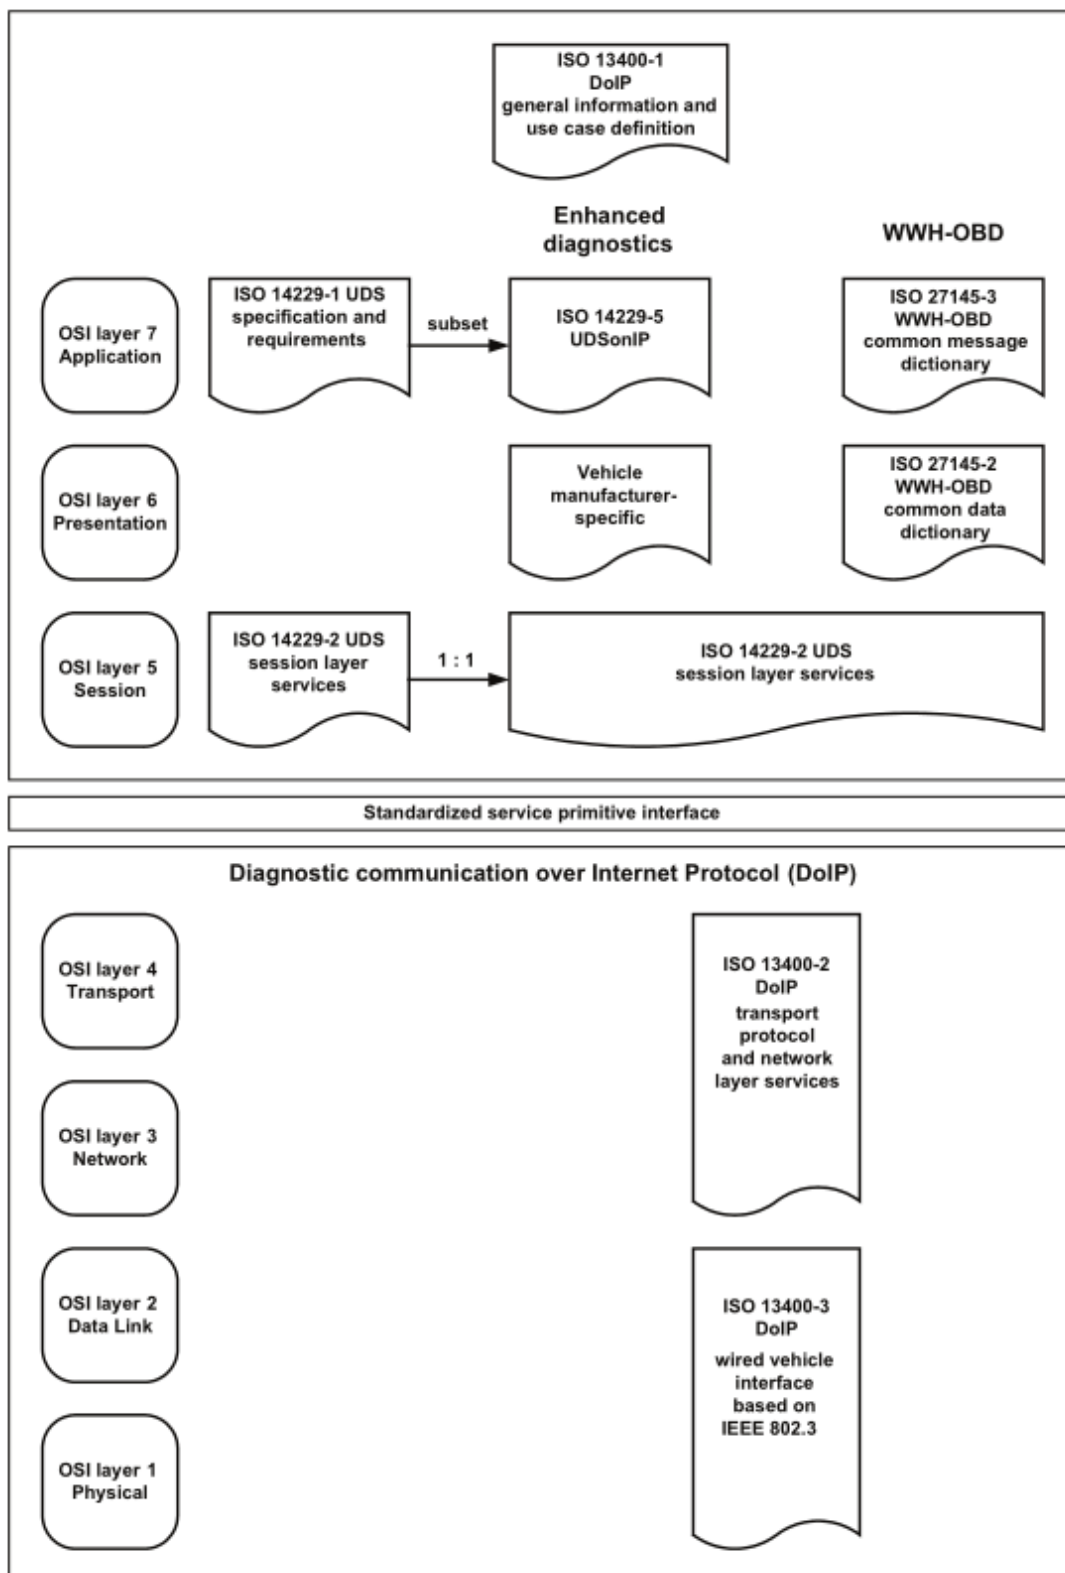 ISO 13400-1
DoIP
general information and
use case definition
Enhanced
diagnostics
WWH-OBD
OSI layer 7
Application
ISO 14229-1 UDS
specification and
requirements
subset
ISO 14229-5
UDSonIP
ISO 27145-3
WWH-OBD
common message
dictionary
OSI layer 6
Presentation
Vehicle
manufacturer-
specific
ISO 27145-2
WWH-OBD
common data
dictionary
OSI layer 5
Session
ISO 14229-2 UDS
session layer
services
1 : 1
ISO 14229-2 UDS
session layer services
Standardized service primitive interface
Diagnostic communication over Internet Protocol (DoIP)
OSI layer 4
Transport
ISO 13400-2
DoIP
transport
protocol
and network
layer services
OSI layer 3
Network
OSI layer 2
Data Link
ISO 13400-3
DoIP
wired vehicle
interface
based on
IEEE 802.3
OSI layer 1
Physical